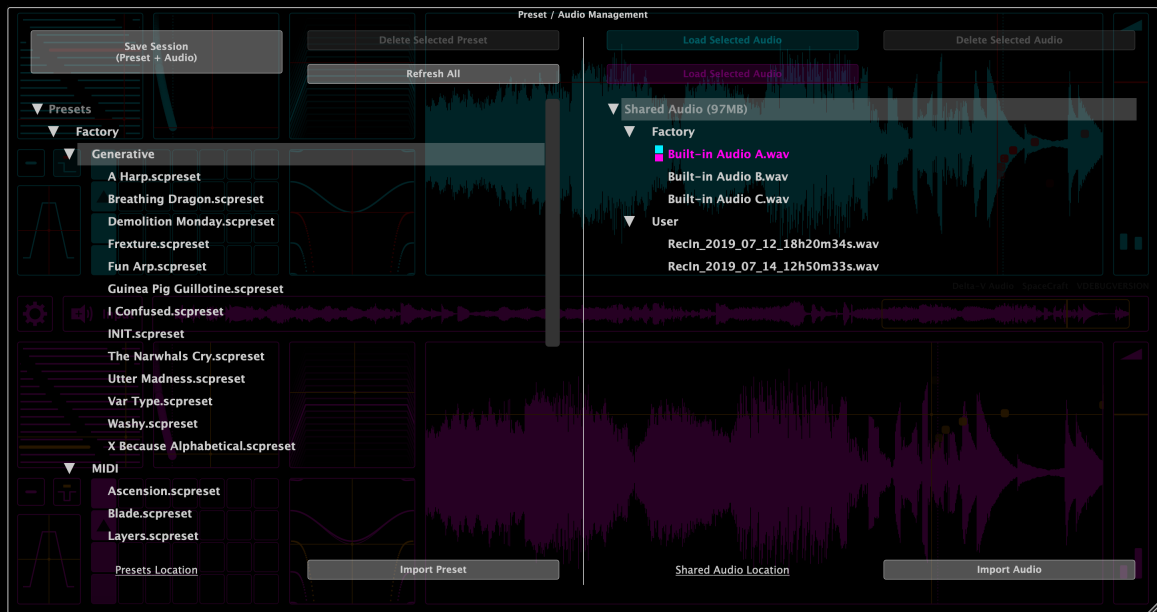 Preset / Audio Management
Save Session
(Preset + Audio)
Delete Selected Preset
Refresh All
Load Selected Audio
Delete Selected Audio
Load Selected Audio
Presets
Factory
Generative
A Harp.scpreset
Breathing Dragon.scpreset
Demolition Monday.scpreset
Frexture.scpreset
Fun Arp.scpreset
Guinea Pig Guillotine.scpreset
I Confused.scpreset
INIT.scpreset
The Narwhals Cry.scpreset
Utter Madness.scpreset
Var Type.scpreset
Washy.scpreset
X Because Alphabetical.scpreset
MIDI
Ascension.scpreset
Blade.scpreset
Layers.scpreset
Presets Location
Import Preset
Shared Audio (97MB)
Factory
Built-in Audio A.wav
Built-in Audio B.wav
Built-in Audio C.wav
User
RecIn_2019_07_12_18h20m34s.wav
RecIn_2019_07_14_12h50m33s.wav
Shared Audio Location
Import Audio